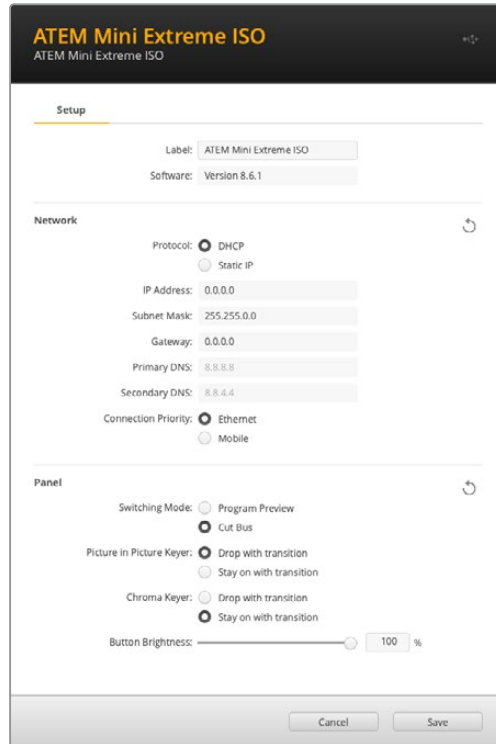 ATEM Mini Extreme ISO
ATEM Mini Extreme ISO
Setup
Label: ATEM Mini Extreme ISO
Software: Version 8.6.1
Network
Protocol: DHCP
Static IP
IP Address: 0.0.0.0
Subnet Mask: 255.255.0.0
Gateway: 0.0.0.0
Primary DNS: 8.8.8.8
Secondary DNS: 8.8.4.4
Connection Priority: Ethernet
Mobile
Panel
Switching Mode: Program Preview
Cut Bus
Picture in Picture Keyer: Drop with transition
Stay on with transition
Chroma Keyer: Drop with transition
Stay on with transition
Button Brightness: 100 %
Cancel Save